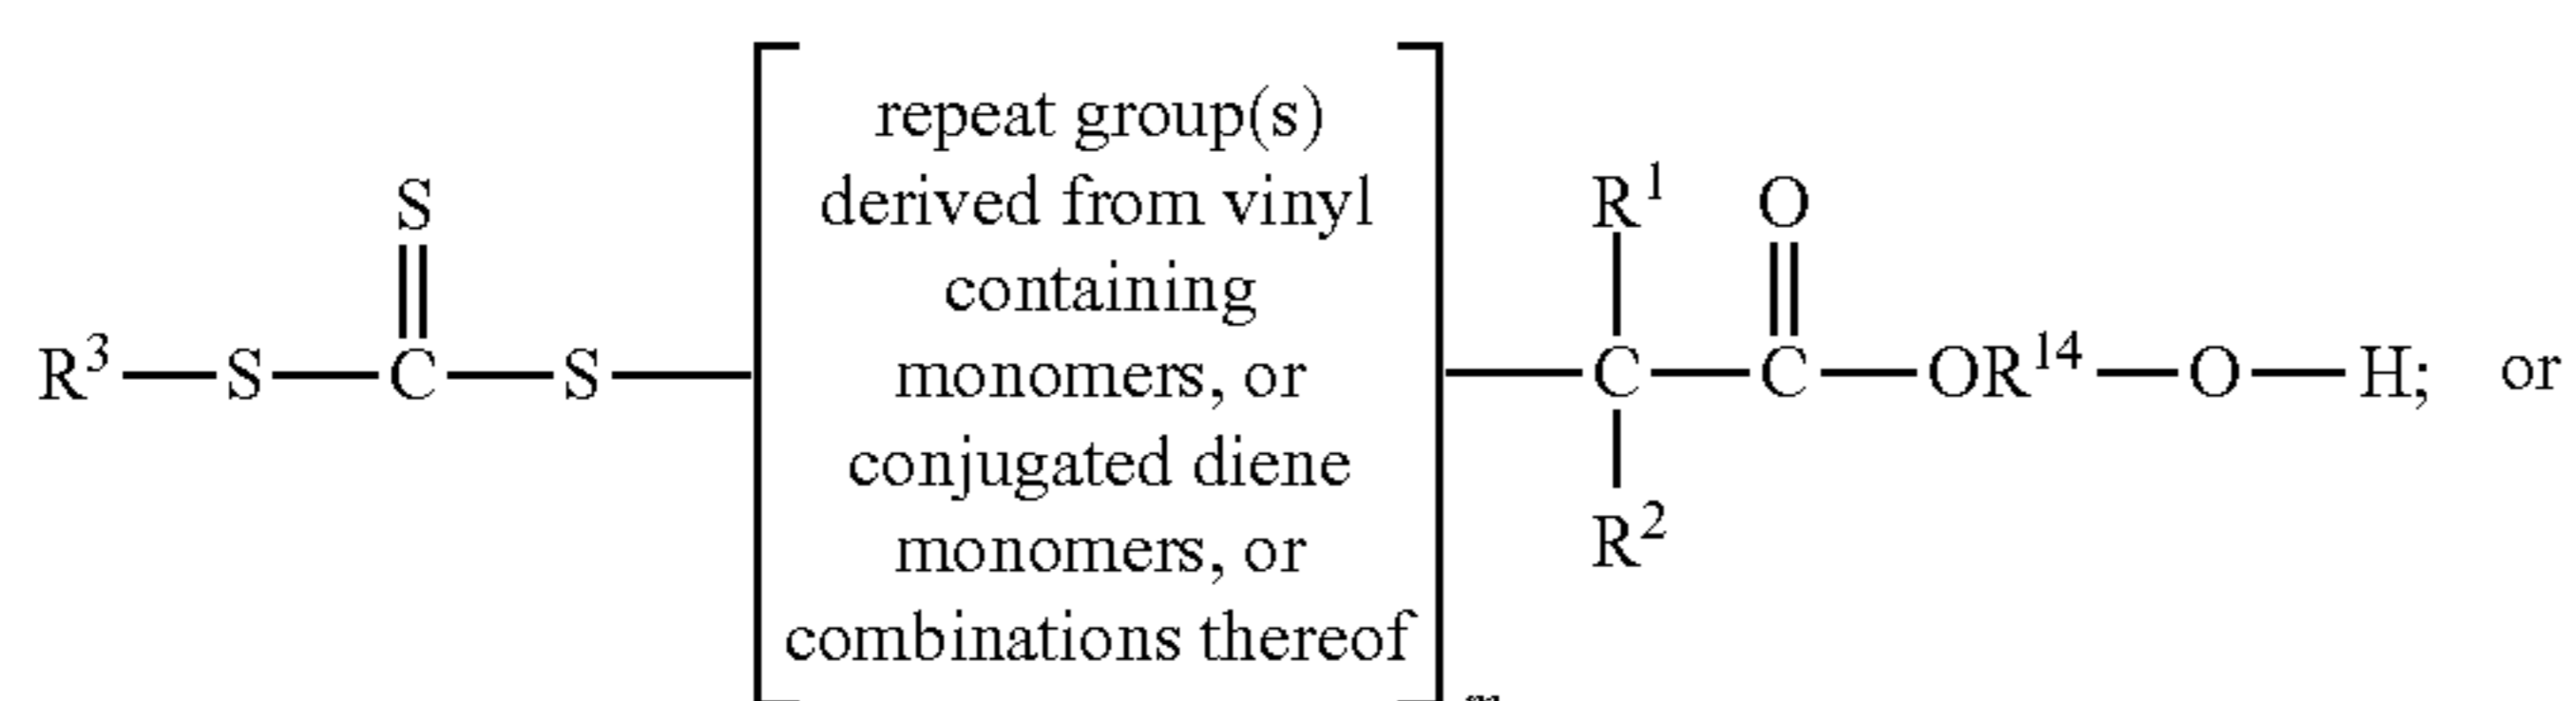 repeat group(s)
derived from vinyl
containing
monomers, or
conjugated diene
monomers, or
combinations thereof
S
R³—S—C—S—
R¹ O
—C—C—OR¹⁴—O—H; or
R²